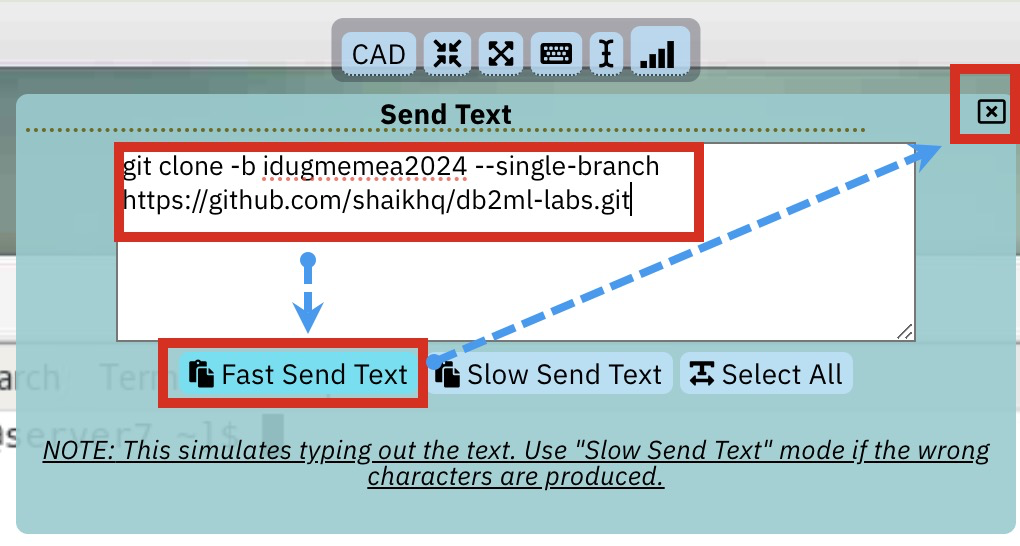 CAD
Send Text
git clone -b idugmemea2024 --single-branch
https://github.com/shaikhq/db2ml-labs.git
Fast Send Text Slow Send Text Select All
arch Term
server7 ~]$
NOTE: This simulates typing out the text. Use "Slow Send Text" mode if the wrong
characters are produced.